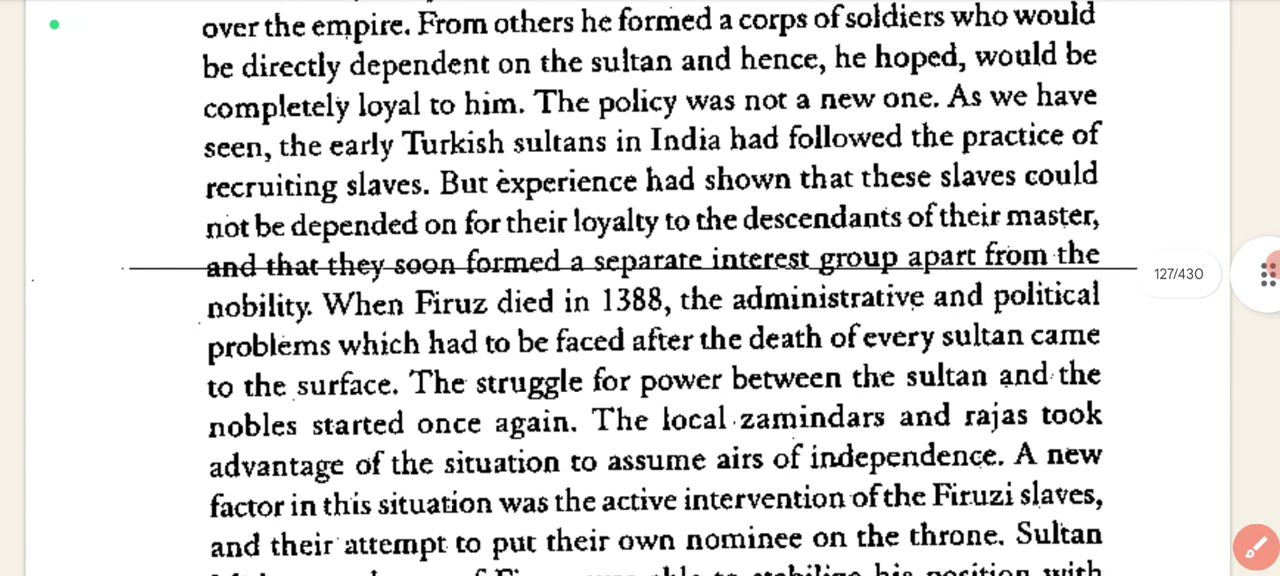 over the empire. From others he formed a corps of soldiers who would
be directly dependent on the sultan and hence, he hoped, would be
completely loyal to him. The policy was not a new one. As we have
seen, the early Turkish sultans in India had followed the practice of
recruiting slaves. But experience had shown that these slaves could
not be depended on for their loyalty to the descendants of their master,
and that they soon formed a separate interest group apart from the
127/430
nobility. When Firuz died in 1388, the administrative and political
problems which had to be faced after the death of every sultan came
to the surface. The struggle for power between the sultan and the
nobles started once again. The local zamindars and rajas took
advantage of the situation to assume airs of independence. A new
factor in this situation was the active intervention of the Firuzi slaves,
and their attempt to put their own nominee on the throne. Sultan
his position with